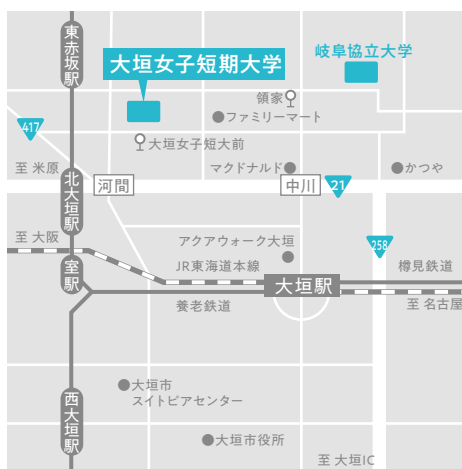 東赤坂駅
大垣女子短期大学
岐阜協立大学
領家
ファミリーマート
417
大垣女子短大前
至 米原
マクドナルド
かつや
河間
中川
21
北大垣駅
至 大阪
アクアウォーク大垣
258
室駅
JR東海道本線
大垣駅
樽見鉄道
養老鉄道
至 名古屋
大垣市
スイトピアセンター
西大垣駅
大垣市役所
至 大垣IC